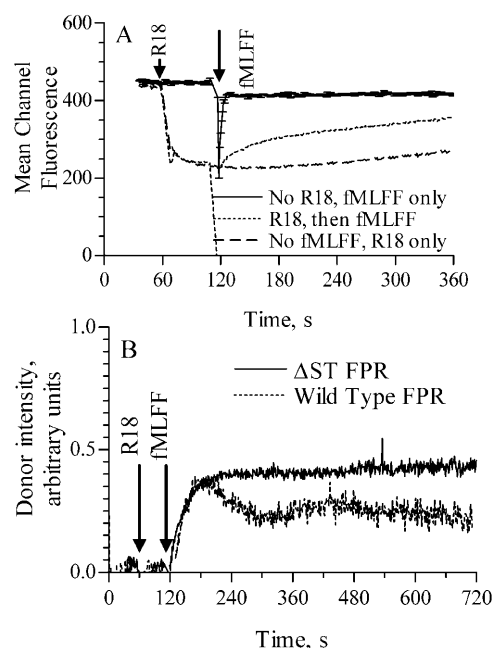 A
R18
fMLFF
Mean Channel
Fluorescence
600
400
200
0
No R18, fMLFF only
R18, then fMLFF
No fMLFF, R18 only
0 60 120 180 240 300 360
Time, s
B
R18
fMLFF
Donor intensity,
arbitrary units
1.0
0.5
0.0
ΔST FPR
Wild Type FPR
0 120 240 360 480 600 720
Time, s